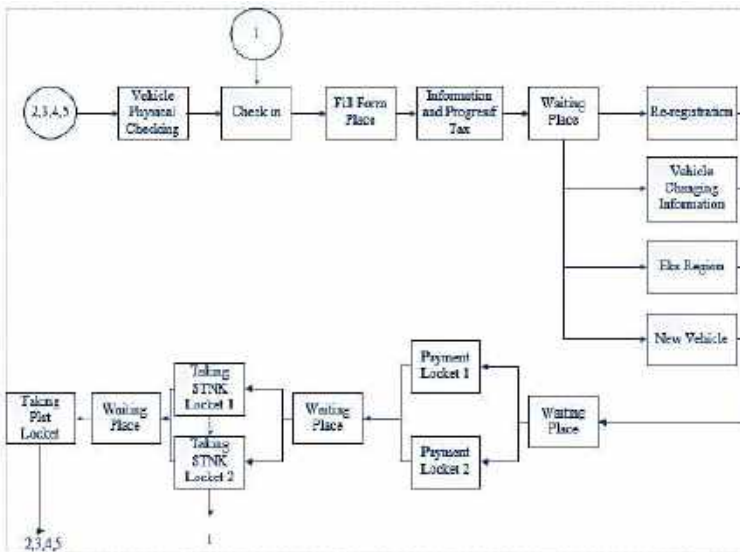 1
2,3,4,5
Vehicle
Physical
Checking
Check in
Fill Form
Place
Information
and Progresif
Tax
Waiting
Place
Re-registration
Vehicle
Changing
Information
Eks Region
New Vehicle
Taking
Plat
Locket
Waiting
Place
Taking
STNK
Locket 1
Taking
STNK
Locket 2
Waiting
Place
Payment
Locket 1
Payment
Locket 2
Waiting
Place
2,3,4,5
1